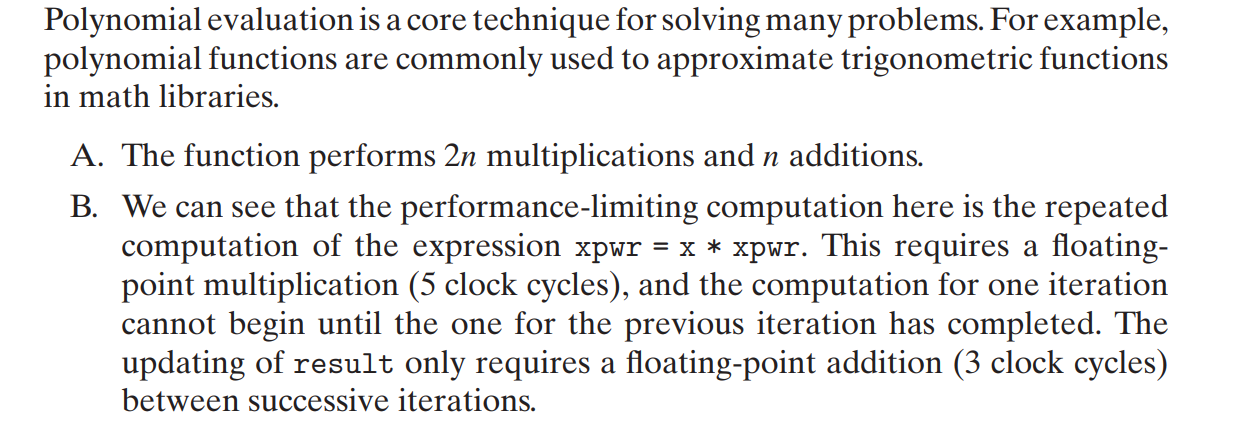 Polynomial evaluation is a core technique for solving many problems. For example,
polynomial functions are commonly used to approximate trigonometric functions
in math libraries.
A. The function performs 2n multiplications and n additions.
B. We can see that the performance-limiting computation here is the repeated
computation of the expression xpwr = x * xpwr. This requires a floating-
point multiplication (5 clock cycles), and the computation for one iteration
cannot begin until the one for the previous iteration has completed. The
updating of result only requires a floating-point addition (3 clock cycles)
between successive iterations.